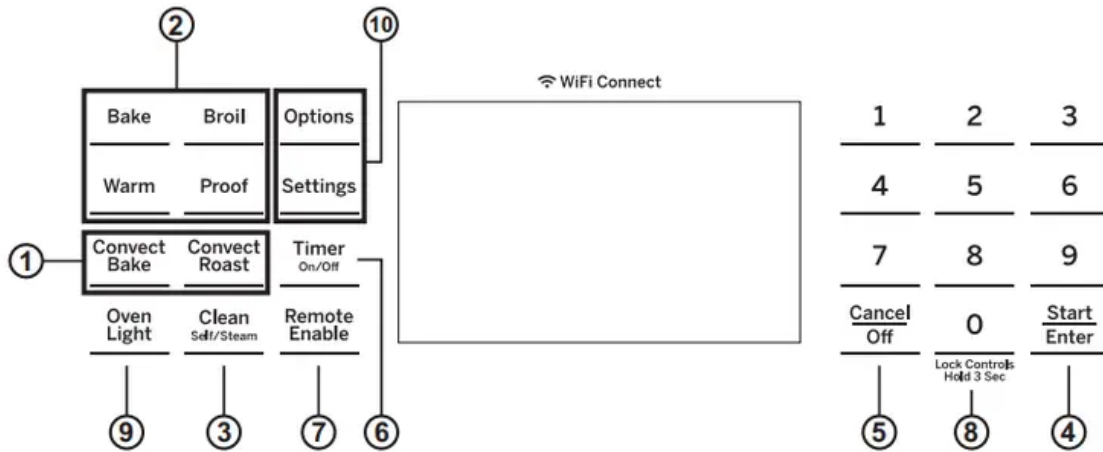 2
10
WiFi Connect
Bake Broil Options
1 2 3
Warm Proof Settings
4 5 6
1
Convect Bake
Convect Roast
Timer
On/Off
7 8 9
Oven Light
Clean
Self/Steam
Remote Enable
Cancel
Off
0
Lock Controls
Hold 3 Sec
Start
Enter
9 3 7 6 5 8 4